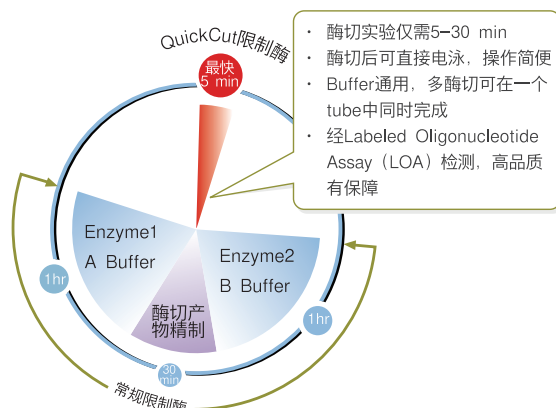 QuickCut限制酶
最快
5 min
· 酶切实验仅需5-30 min
· 酶切后可直接电泳，操作简便
· Buffer通用，多酶切可在一个
tube中同时完成
· 经Labeled Oligonucleotide
Assay（LOA）检测，高品质
有保障
Enzyme1
A Buffer
Enzyme2
B Buffer
酶切产
物精制
1hr
1hr
30
min
常规限制酶